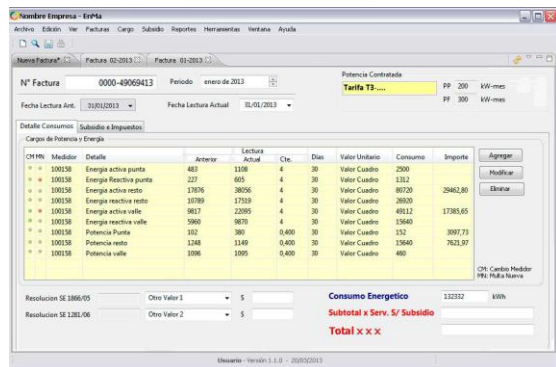 Nombre Empresa - EnMa
Archivo Edición Ver Facturas Cargo Subsidio Reportes Herramientas Ventana Ayuda
Nueva Factura* Factura 02-2013 Factura 01-2013
N° Factura 0000-49069413 Periodo enero de 2013 Potencia Contratada
Tarifa T3-.... PP 200 kW-mes
PF 300 kW-mes
Fecha Lectura Ant. 31/01/2013 Fecha Lectura Actual 31/01/2013
Detalle Consumos Subsidio e Impuestos
Cargos de Potencia y Energía
Lectura
CM MN Medidor Detalle Anterior Actual Cte. Dias Valor Unitario Consumo Importe
100158 Energia activa punta 483 1108 4 30 Valor Cuadro 2500
100158 Energia Reactiva punta 227 605 4 30 Valor Cuadro 1312
100158 Energia activa resto 17876 38056 4 30 Valor Cuadro 80720 29462,80
100158 Energia reactiva resto 10789 17519 4 30 Valor Cuadro 26920
100158 Energia activa valle 9817 22095 4 30 Valor Cuadro 49112 17385,65
100158 Energia reactiva valle 5960 9870 4 30 Valor Cuadro 15640
100158 Potencia Punta 102 380 0,400 30 Valor Cuadro 152 3097,73
100158 Potencia resto 1248 1149 0,400 30 Valor Cuadro 15640 7621,97
100158 Potencia valle 1096 1095 0,400 30 Valor Cuadro 460
Agregar
Modificar
Eliminar
CM: Cambio Medidor
MN: Multa Nueva
Resolucion SE 1866/05 Otro Valor 1 $ Consumo Energetico 132332 kWh
Resolucion SE 1281/06 Otro Valor 2 $ Subtotal x Serv. S/ Subsidio
Total x x x
Usuario - Versión 1.1.0 - 20/03/2013